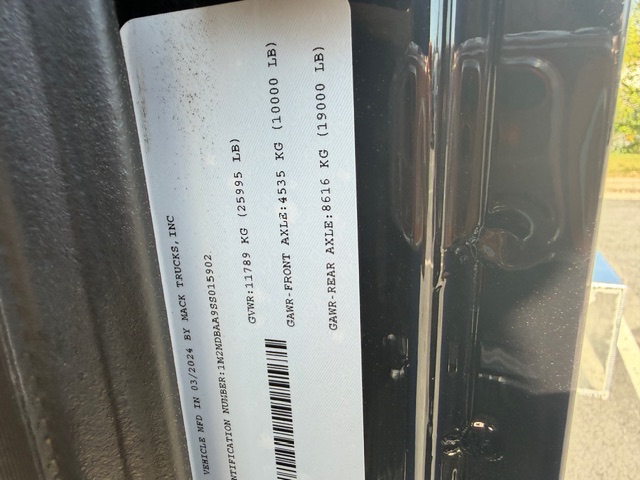 VEHICLE MFD IN 03/2024 BY MACK TRUCKS, INC
NTIFICATION NUMBER:1M2MDBAA9SS015902
GVWR:11789 KG (25995 LB)
GAWR-FRONT AXLE:4535 KG (10000 LB)
GAWR-REAR AXLE:8616 KG (19000 LB)